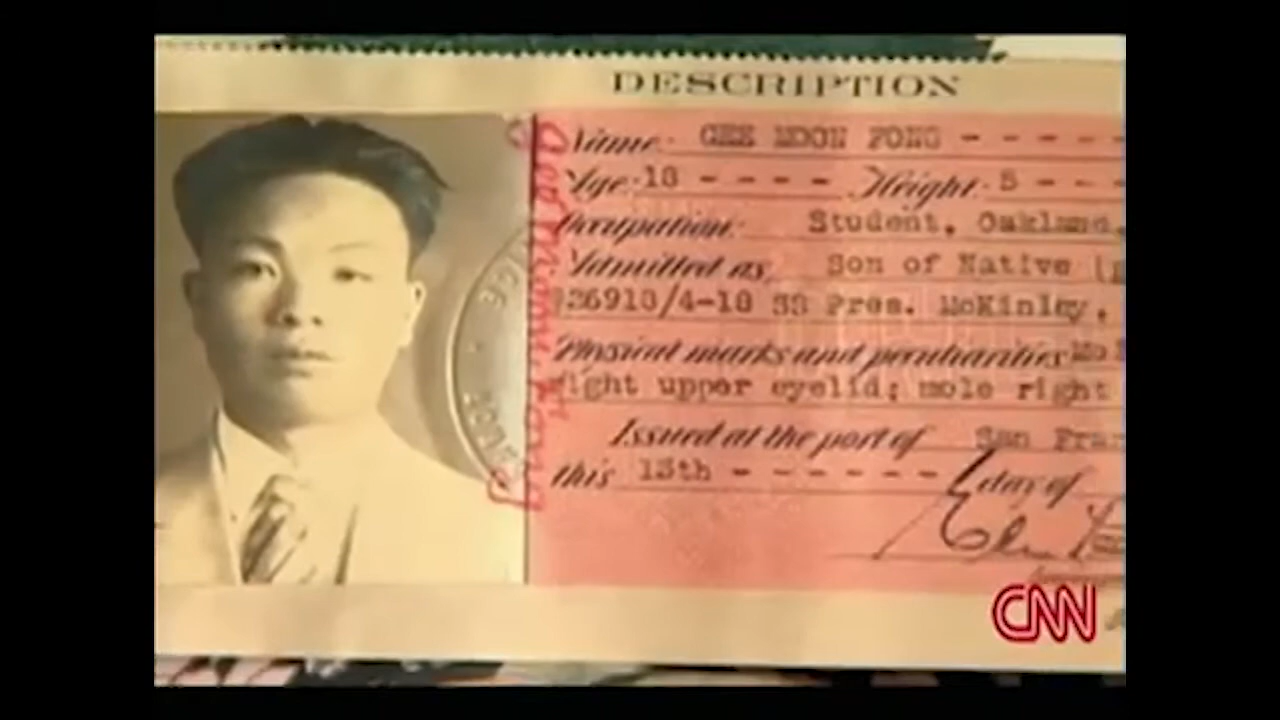 DESCRIPTION
Name: GEE MOON FONG - - - - -
Age: 18 - - - - Height: 5 - - -
Occupation: Student, Oakland,
Admitted as, Son of Native
26910/4-18 SS Pres. McKinley,
Physical marks and peculiarities
right upper eyelid; mole right
Issued at the port of San Fran
this 13th - - - - - - - day of
CNN